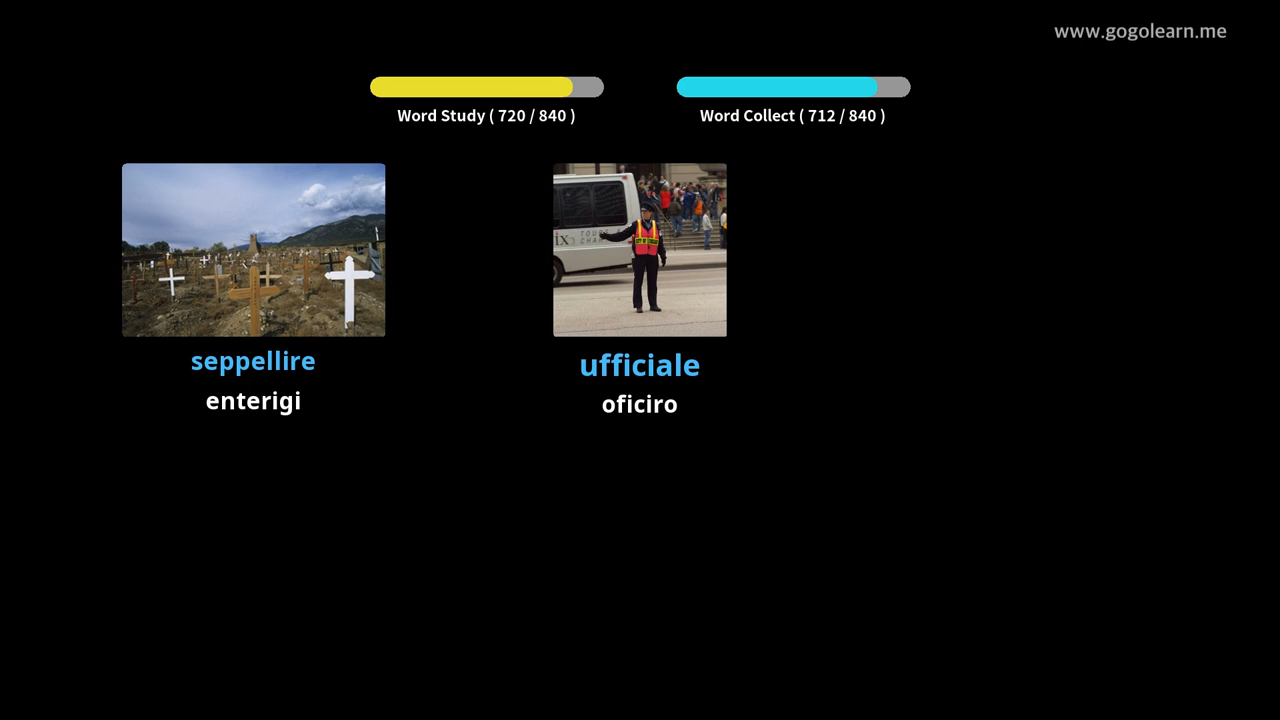 www.gogolearn.me
Word Study ( 720 / 840 )
Word Collect ( 712 / 840 )
seppellire
enterigi
ufficiale
oficiro